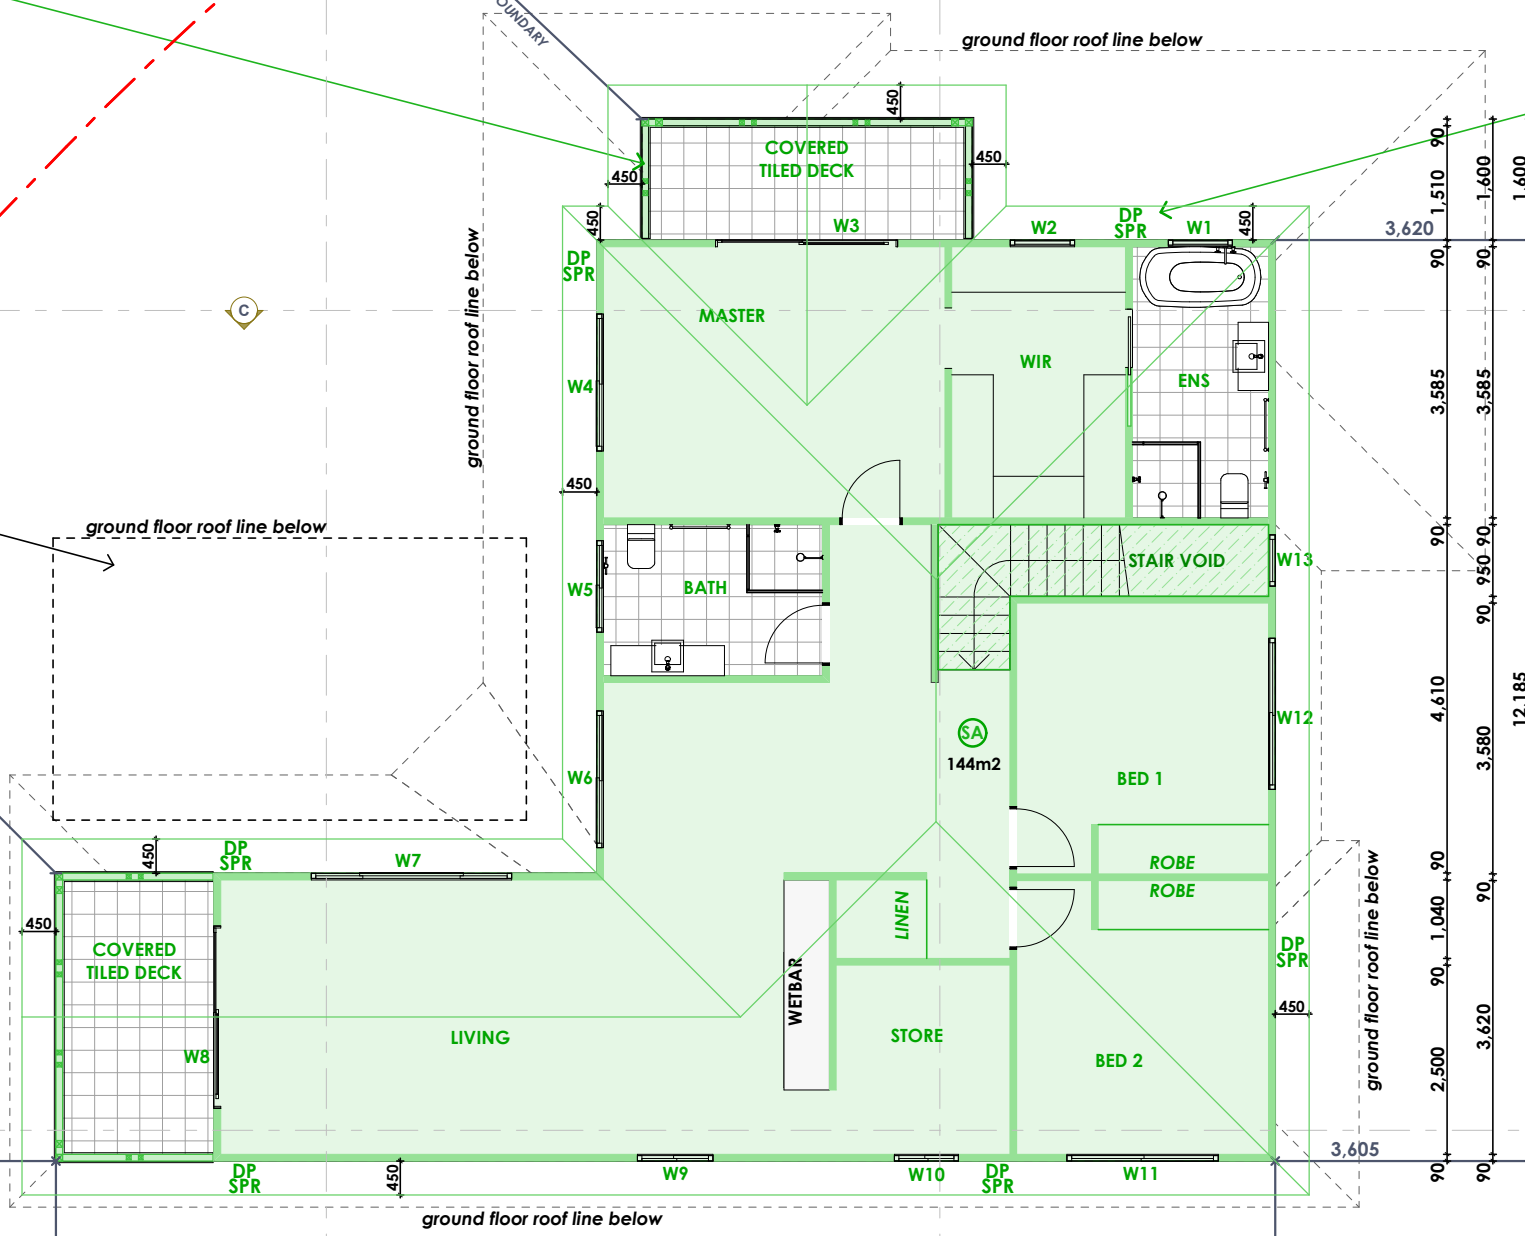 OUNDARY
ground floor roof line below
450
90
COVERED
TILED DECK
450
450
1,510
1,600
1,600
450
W3
W2
DP
SPR
W1
450
3,620
DP
SPR
90
90
ground floor roof line below
C
MASTER
WIR
ENS
W4
3,585
3,585
450
ground floor roof line below
90
90
W5
BATH
STAIR VOID
W13
950
90
SA
144m2
W12
4,610
12,185
W6
BED 1
3,580
450
DP
SPR
W7
ROBE
ROBE
90
90
450
LINEN
1,040
ground floor roof line below
COVERED
TILED DECK
DP
SPR
90
WETBAR
450
LIVING
STORE
W8
BED 2
2,500
3,620
3,605
DP
SPR
450
W9
W10
DP
SPR
W11
90
90
ground floor roof line below